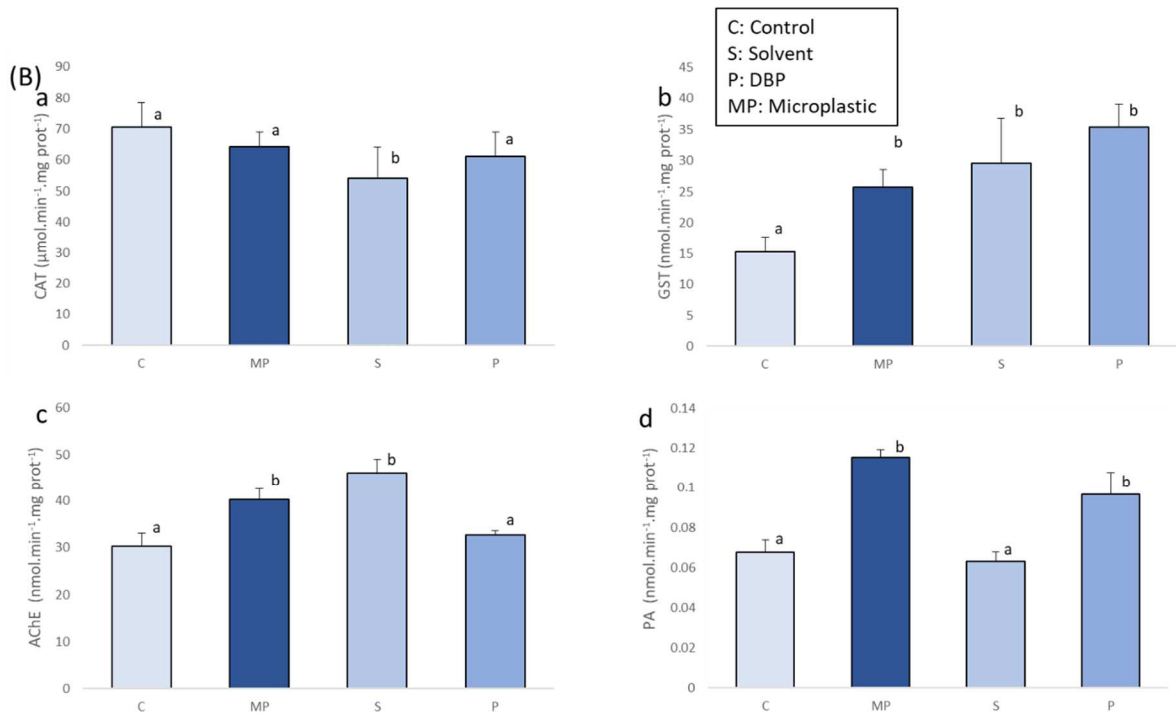 C: Control
S: Solvent
P: DBP
MP: Microplastic
(B)
a
CAT (µmol.min⁻¹.mg prot⁻¹)
90
80
70
60
50
40
30
20
10
0
a
a
b
a
C MP S P
b
GST (nmol.min⁻¹.mg prot⁻¹)
45
40
35
30
25
20
15
10
5
0
a
b
b
b
C MP S P
c
AChE (nmol.min⁻¹.mg prot⁻¹)
60
50
40
30
20
10
0
a
b
b
a
C MP S P
d
PA (nmol.min⁻¹.mg prot⁻¹)
0.14
0.12
0.1
0.08
0.06
0.04
0.02
0
a
b
a
b
C MP S P